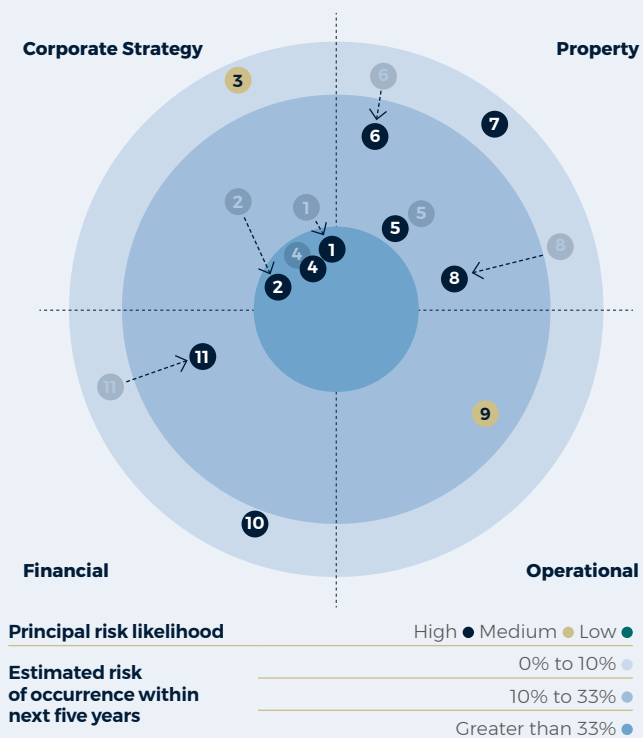 Corporate Strategy
Property
3
6
6
7
2
1
5
5
1
8
4
4
8
2
11
11
9
10
Financial
Operational
Principal risk likelihood
High Medium Low
Estimated risk
of occurrence within
next five years
0% to 10%
10% to 33%
Greater than 33%